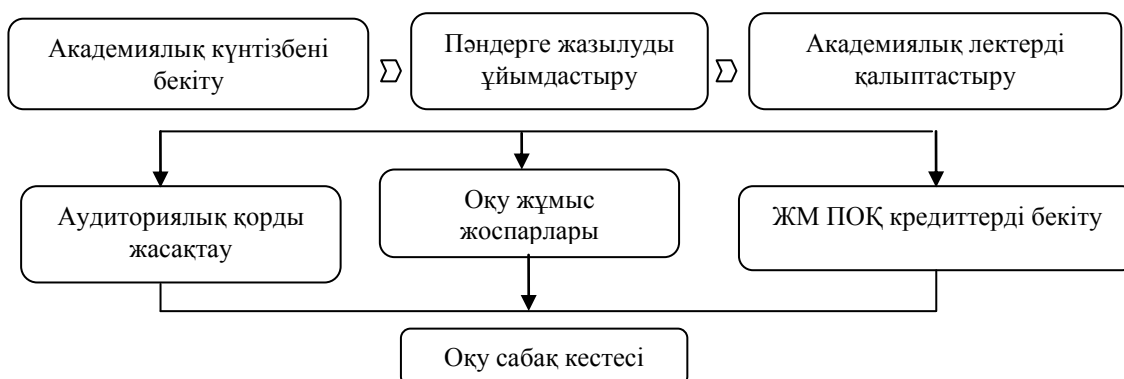 Академиялық күнтізбені
бекіту
Пәндерге жазылуды
ұйымдастыру
Академиялық лектерді
қалыптастыру
Аудиториялық қорды
жасақтау
Оқу жұмыс
жоспарлары
ЖМ ПОҚ кредиттерді бекіту
Оқу сабақ кестесі